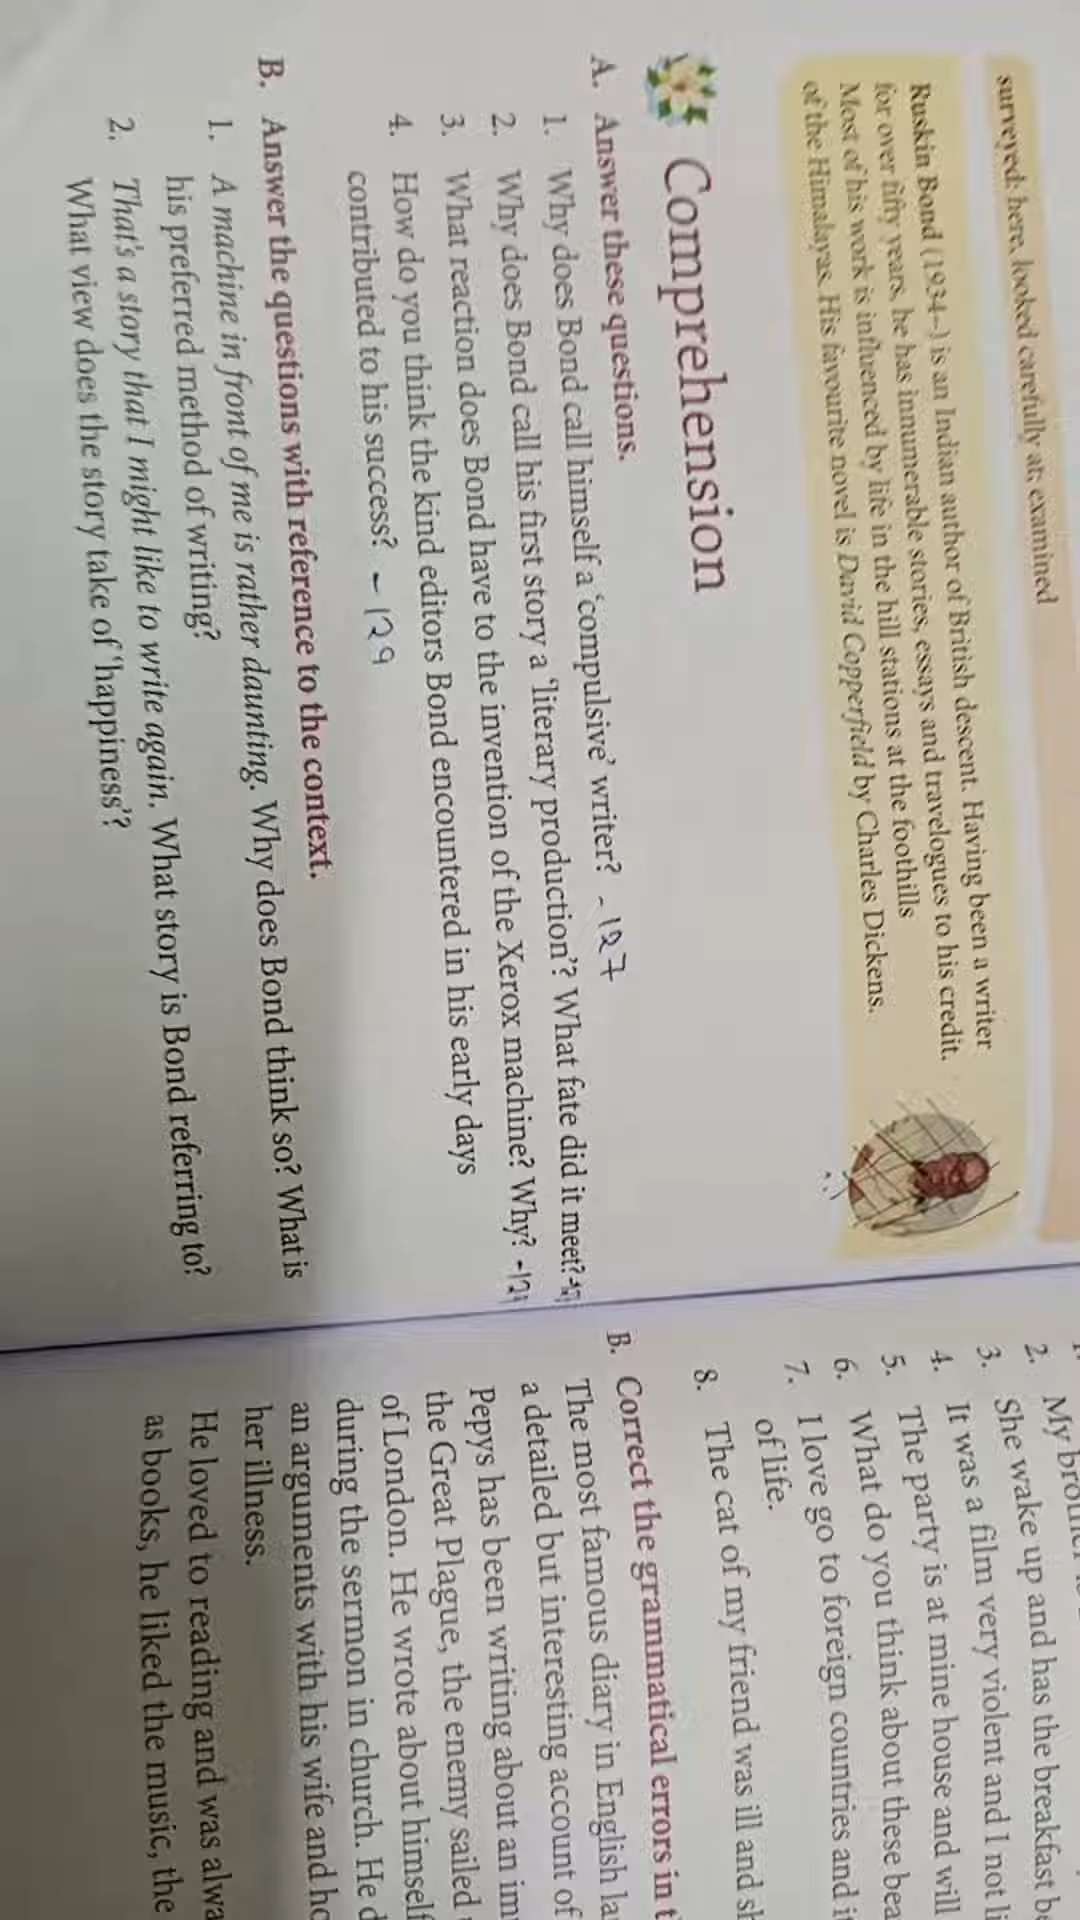 surveyed: here, looked carefully at; examined
Ruskin Bond (1934–) is an Indian author of British descent. Having been a writer
for over fifty years, he has innumerable stories, essays and travelogues to his credit.
Most of his work is influenced by life in the hill stations at the foothills
of the Himalayas. His favourite novel is David Copperfield by Charles Dickens.
Comprehension
A. Answer these questions.
1. Why does Bond call himself a 'compulsive' writer? - 127
2. Why does Bond call his first story a 'literary production'? What fate did it meet?
3. What reaction does Bond have to the invention of the Xerox machine? Why?
4. How do you think the kind editors Bond encountered in his early days
contributed to his success? - 129
B. Answer the questions with reference to the context.
1. A machine in front of me is rather daunting. Why does Bond think so? What is
his preferred method of writing?
2. That's a story that I might like to write again. What story is Bond referring to?
What view does the story take of 'happiness'?
2. My
3. She wake up and has the breakfast
4. It was a film very violent and I not
5. The party is at mine house and will
6. What do you think about these
7. I love go to foreign countries and
of life.
8. The cat of my friend was ill and
B. Correct the grammatical errors in
The most famous diary in English
a detailed but interesting account of
Pepys has been writing about an
the Great Plague, the enemy sailed
of London. He wrote about himself
during the sermon in church. He
an arguments with his wife and
her illness.
He loved to reading and was
as books, he liked the music, the